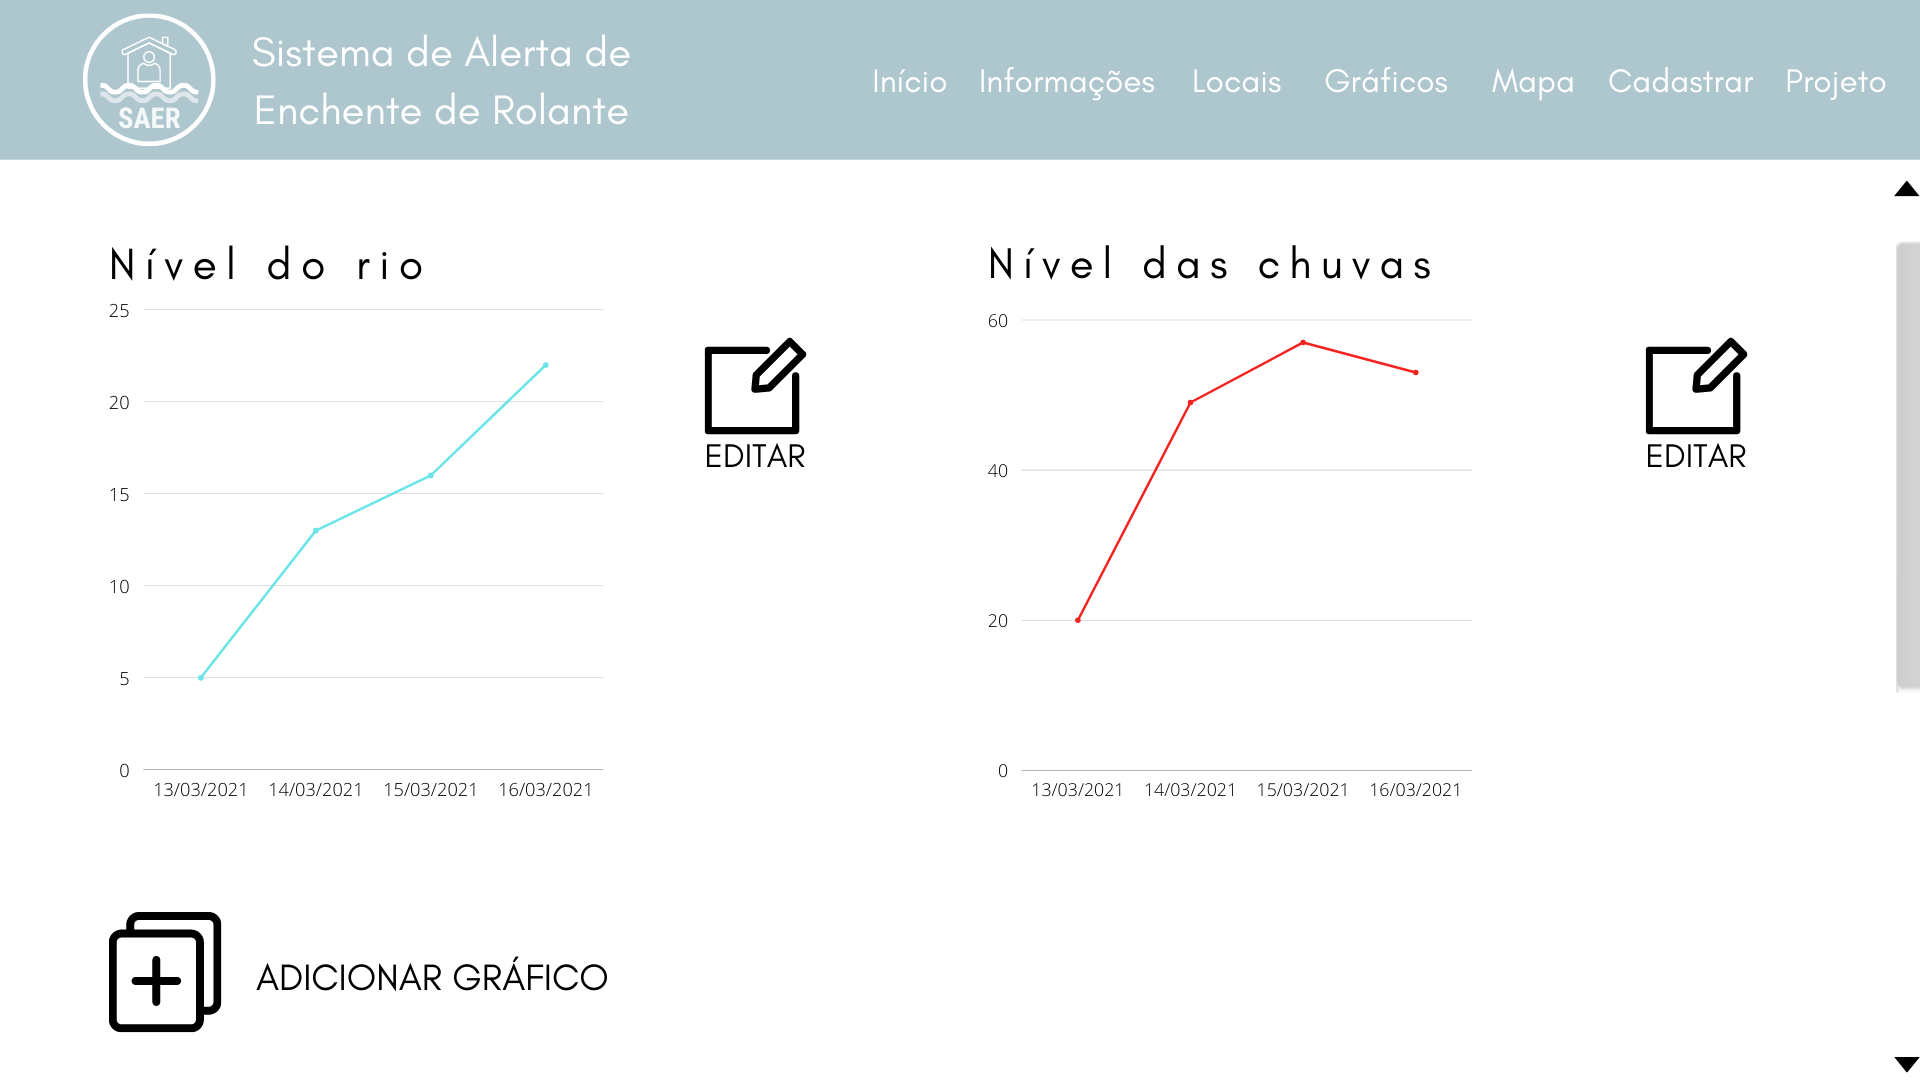 SAER
Sistema de Alerta de
Enchente de Rolante
Início Informações Locais Gráficos Mapa Cadastrar Projeto
Nível do rio
25
20
15
10
5
0
13/03/2021 14/03/2021 15/03/2021 16/03/2021
EDITAR
Nível das chuvas
60
40
20
0
13/03/2021 14/03/2021 15/03/2021 16/03/2021
EDITAR
ADICIONAR GRÁFICO